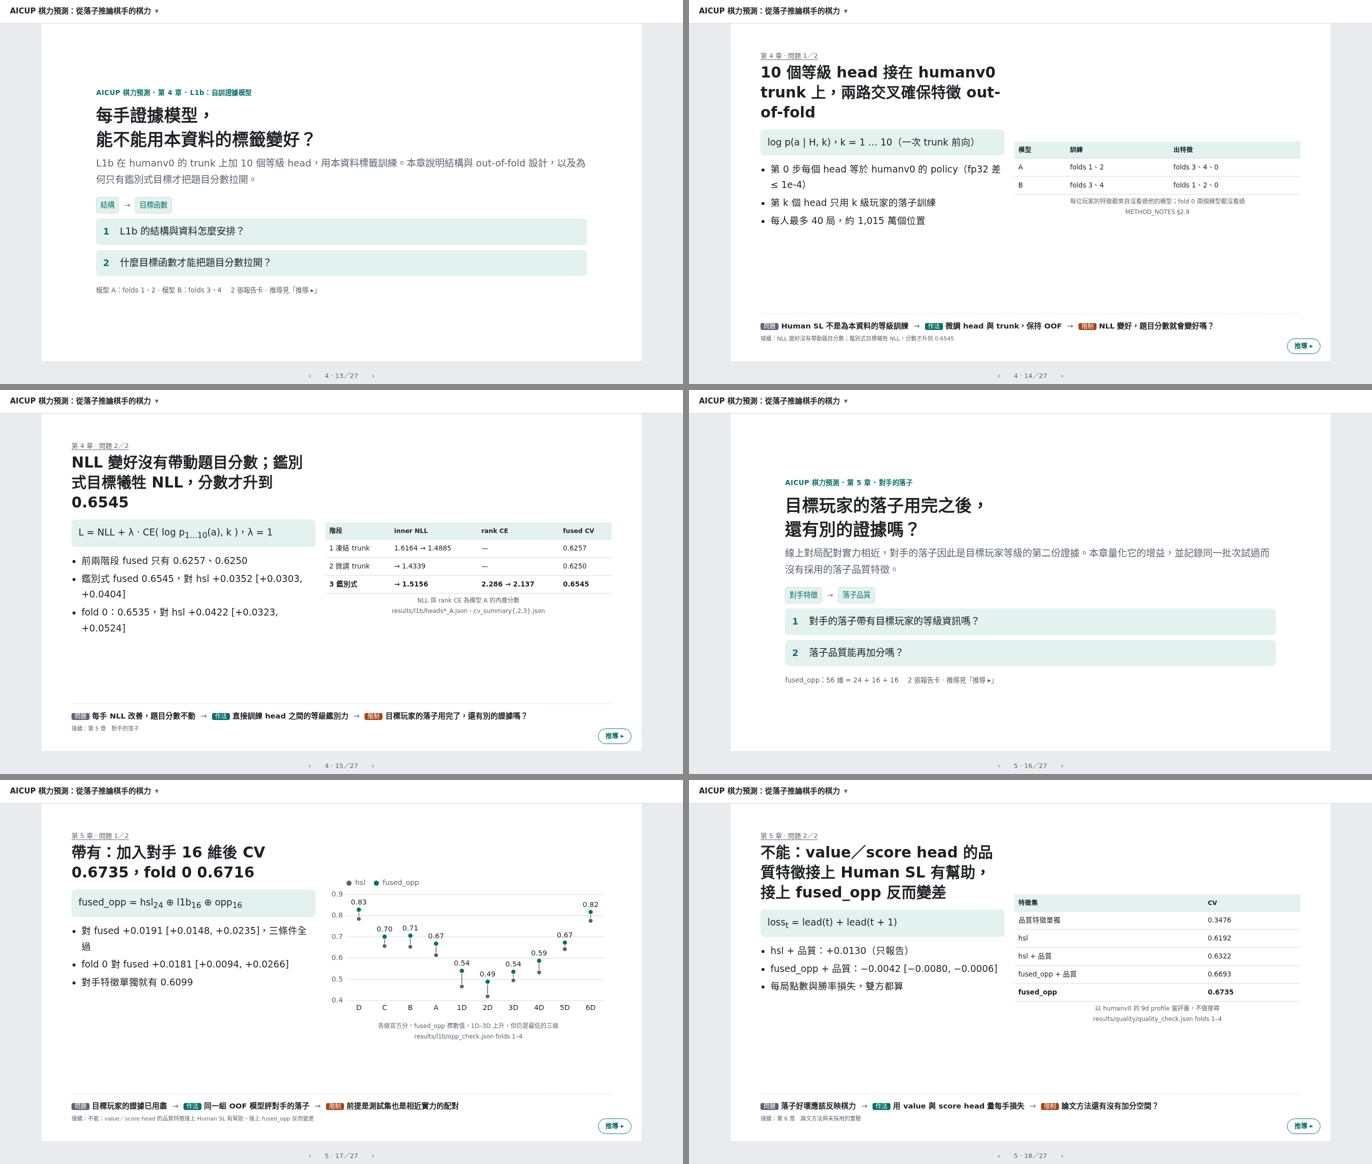 AICUP 棋力預測：從落子推論棋手的棋力 ▾
AICUP 棋力預測 · 第 4 章 · L1b：自訓證據模型
每手證據模型，
能不能用本資料的標籤變好？
L1b 在 humanv0 的 trunk 上加 10 個等級 head，用本資料標籤訓練。本章說明結構與 out-of-fold 設計，以及為
何只有鑑別式目標才把題目分數拉開。
結構 → 目標函數
1 L1b 的結構與資料怎麼安排？
2 什麼目標函數才能把題目分數拉開？
模型 A：folds 1、2 · 模型 B：folds 3、4 2 張報告卡 · 推導見「推導 ▸」
‹ 4 · 13／27 ›
AICUP 棋力預測：從落子推論棋手的棋力 ▾
第 4 章 · 問題 1／2
10 個等級 head 接在 humanv0
trunk 上，兩路交叉確保特徵 out-
of-fold
log p(a | H, k)，k = 1 … 10（一次 trunk 前向）
• 第 0 步每個 head 等於 humanv0 的 policy（fp32 差
≤ 1e-4）
• 第 k 個 head 只用 k 級玩家的落子訓練
• 每人最多 40 局，約 1,015 萬個位置
模型 訓練 出特徵
A folds 1、2 folds 3、4、0
B folds 3、4 folds 1、2、0
每位玩家的特徵都來自沒看過他的模型；fold 0 兩個模型都沒看過
METHOD_NOTES §2.9
問題 Human SL 不是為本資料的等級訓練 → 作法 微調 head 與 trunk，保持 OOF → 限制 NLL 變好，題目分數就會變好嗎？
接續：NLL 變好沒有帶動題目分數；鑑別式目標犧牲 NLL，分數才升到 0.6545
推導 ▸
‹ 4 · 14／27 ›
AICUP 棋力預測：從落子推論棋手的棋力 ▾
第 4 章 · 問題 2／2
NLL 變好沒有帶動題目分數；鑑別
式目標犧牲 NLL，分數才升到
0.6545
L = NLL + λ · CE( log p1…10(a), k )，λ = 1
• 前兩階段 fused 只有 0.6257、0.6250
• 鑑別式 fused 0.6545，對 hsl +0.0352 [+0.0303,
+0.0404]
• fold 0：0.6535，對 hsl +0.0422 [+0.0323,
+0.0524]
階段 inner NLL rank CE fused CV
1 凍結 trunk 1.6164 → 1.4885 — 0.6257
2 微調 trunk → 1.4339 — 0.6250
3 鑑別式 → 1.5156 2.286 → 2.137 0.6545
NLL 與 rank CE 為模型 A 的內層分數
results/l1b/heads*_A.json · cv_summary{,2,3}.json
問題 每手 NLL 改善，題目分數不動 → 作法 直接訓練 head 之間的等級鑑別力 → 限制 目標玩家的落子用完了，還有別的證據嗎？
接續：第 5 章 對手的落子
推導 ▸
‹ 4 · 15／27 ›
AICUP 棋力預測：從落子推論棋手的棋力 ▾
AICUP 棋力預測 · 第 5 章 · 對手的落子
目標玩家的落子用完之後，
還有別的證據嗎？
線上對局配對實力相近，對手的落子因此是目標玩家等級的第二份證據。本章量化它的增益，並記錄同一批次試過而
沒有採用的落子品質特徵。
對手特徵 → 落子品質
1 對手的落子帶有目標玩家的等級資訊嗎？
2 落子品質能再加分嗎？
fused_opp：56 維 = 24 + 16 + 16 2 張報告卡 · 推導見「推導 ▸」
‹ 5 · 16／27 ›
AICUP 棋力預測：從落子推論棋手的棋力 ▾
第 5 章 · 問題 1／2
帶有：加入對手 16 維後 CV
0.6735，fold 0 0.6716
fused_opp = hsl24 ⊕ l1b16 ⊕ opp16
• 對 fused +0.0191 [+0.0148, +0.0235]，三條件全
過
• fold 0 對 fused +0.0181 [+0.0094, +0.0266]
• 對手特徵單獨就有 0.6099
hsl fused_opp
0.9
0.8
0.7
0.6
0.5
0.4
0.83 0.70 0.71 0.67 0.54 0.49 0.54 0.59 0.67 0.82
D C B A 1D 2D 3D 4D 5D 6D
各級官方分，fused_opp 標數值。1D–3D 上升，但仍是最低的三級
results/l1b/opp_check.json folds 1–4
問題 目標玩家的證據已用盡 → 作法 同一組 OOF 模型評對手的落子 → 限制 前提是測試集也是相近實力的配對
接續：不能：value／score head 的品質特徵接上 Human SL 有幫助，接上 fused_opp 反而變差
推導 ▸
‹ 5 · 17／27 ›
AICUP 棋力預測：從落子推論棋手的棋力 ▾
第 5 章 · 問題 2／2
不能：value／score head 的品
質特徵接上 Human SL 有幫助，
接上 fused_opp 反而變差
losst = lead(t) + lead(t + 1)
• hsl + 品質：+0.0130（只報告）
• fused_opp + 品質：−0.0042 [−0.0080, −0.0006]
• 每局點數與勝率損失，雙方都算
特徵集 CV
品質特徵單獨 0.3476
hsl 0.6192
hsl + 品質 0.6322
fused_opp + 品質 0.6693
fused_opp 0.6735
以 humanv0 的 9d profile 當評審，不做搜尋
results/quality/quality_check.json folds 1–4
問題 落子好壞應該反映棋力 → 作法 用 value 與 score head 量每手損失 → 限制 論文方法還有沒有加分空間？
接續：第 6 章 論文方法與未採用的實驗
推導 ▸
‹ 5 · 18／27 ›